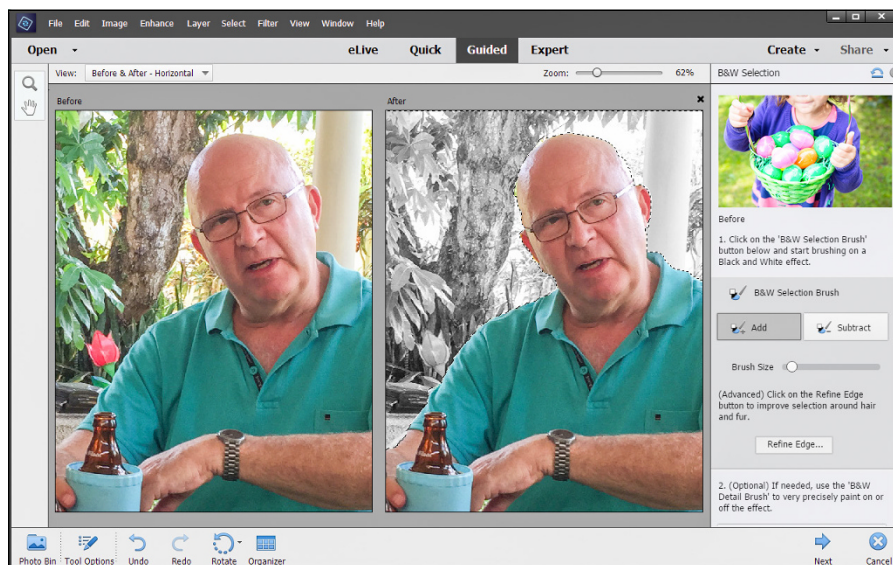 File Edit Image Enhance Layer Select Filter View Window Help
Open eLive Quick Guided Expert Create Share
View: Before & After - Horizontal Zoom: 62% B&W Selection
Before After
Before
1. Click on the 'B&W Selection Brush'
button below and start brushing on a
Black and White effect.
B&W Selection Brush
Add Subtract
Brush Size
(Advanced) Click on the Refine Edge
button to improve selection around hair
and fur.
Refine Edge...
2. (Optional) If needed, use the 'B&W
Detail Brush' to very precisely paint on or
off the effect.
Photo Bin Tool Options Undo Redo Rotate Organizer Next Cancel